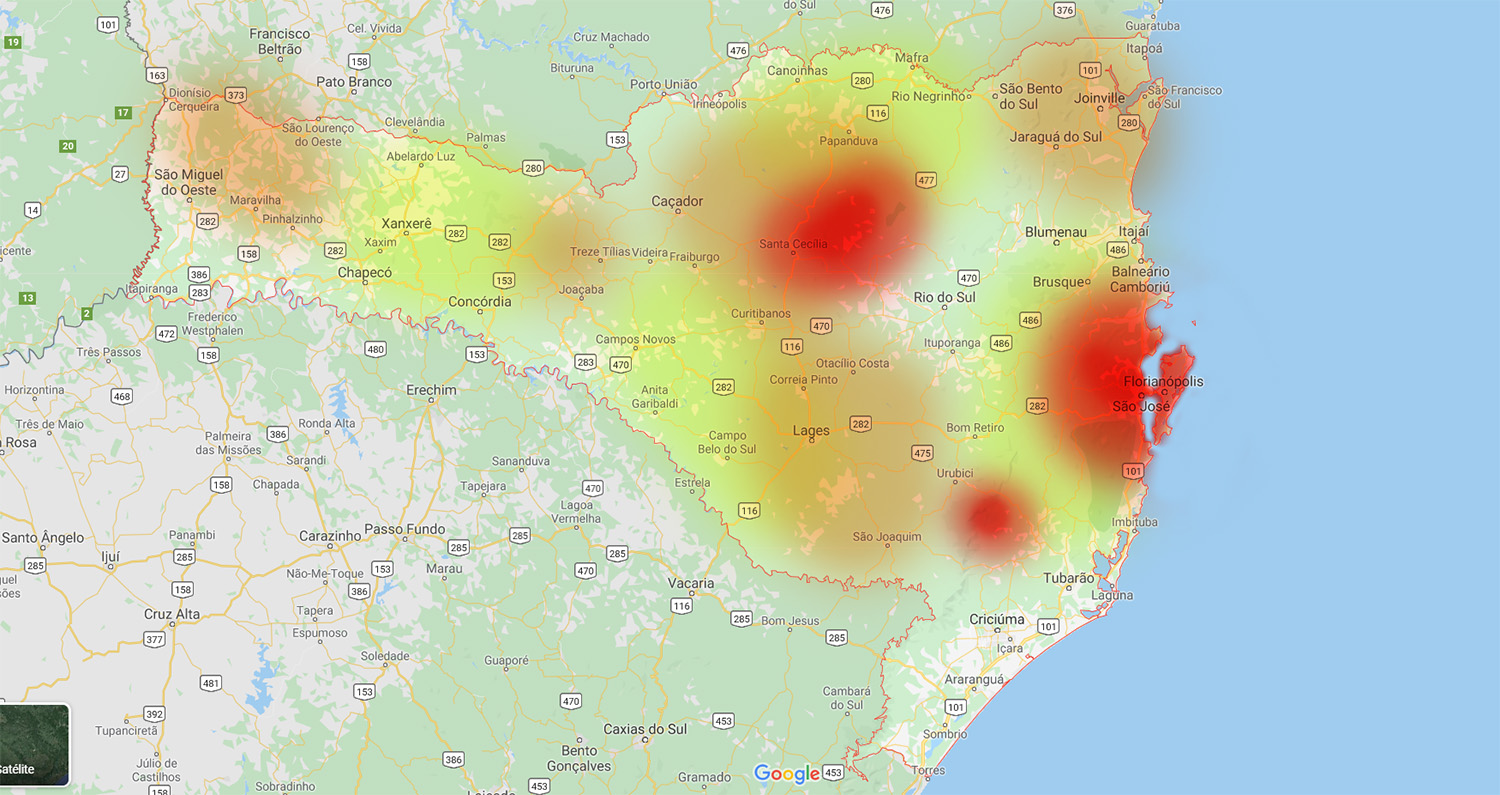 do Sul
476
376
Guaratuba
101
Francisco
Beltrão
Cel. Vivida
19
Cruz Machado
476
Itapoá
Mafra
158
163
Bituruna
Canoinhas
280
101
Pato Branco
Porto União
São Bento
do Sul
São Francisco
do Sul
Dionísio
Cerqueira
373
Irineópolis
Rio Negrinho
Joinville
17
116
280
Clevelândia
São Lourenço
do Oeste
Palmas
153
Papanduva
Jaraguá do Sul
20
Abelardo Luz
27
280
São Miguel
do Oeste
477
14
Maravilha
Caçador
Pinhalzinho
282
Xanxerê
282
Blumenau
Itajaí
Xaxim
282
282
Santa Cecília
486
icente
158
Treze Tílias
Videira
Fraiburgo
Chapecó
386
153
470
Balneário
Camboriú
Brusque
Itapiranga
283
Joaçaba
13
Concórdia
Rio do Sul
2
Frederico
Westphalen
Curitibanos
472
470
486
Três Passos
158
480
153
Campos Novos
116
Ituporanga
486
283
470
Otacílio Costa
Horizontina
468
Erechim
Anita
Garibaldi
282
Correia Pinto
Florianópolis
282
São José
Três de Maio
Ronda Alta
Lages
282
Bom Retiro
Rosa
Palmeira
das Missões
386
Campo
Belo do Sul
475
Sarandi
Sananduva
101
158
Chapada
Tapejara
470
Estrela
Urubici
Lagoa
Vermelha
116
Imbituba
Santo Ângelo
Panambi
Carazinho
Passo Fundo
285
São Joaquim
285
Ijuí
285
285
285
153
Marau
470
Não-Me-Toque
Vacaria
Tubarão
158
386
116
Laguna
Cruz Alta
Tapera
285
Bom Jesus
Criciúma
101
377
Espumoso
285
Içara
Soledade
Guaporé
481
153
Araranguá
470
Cambará
do Sul
392
453
101
Tupanciretã
Caxias do Sul
Sombrio
386
Bento
Gonçalves
Júlio de
Castilhos
Satélite
Google
453
Torres
Gramado
158
Sobradinho
453